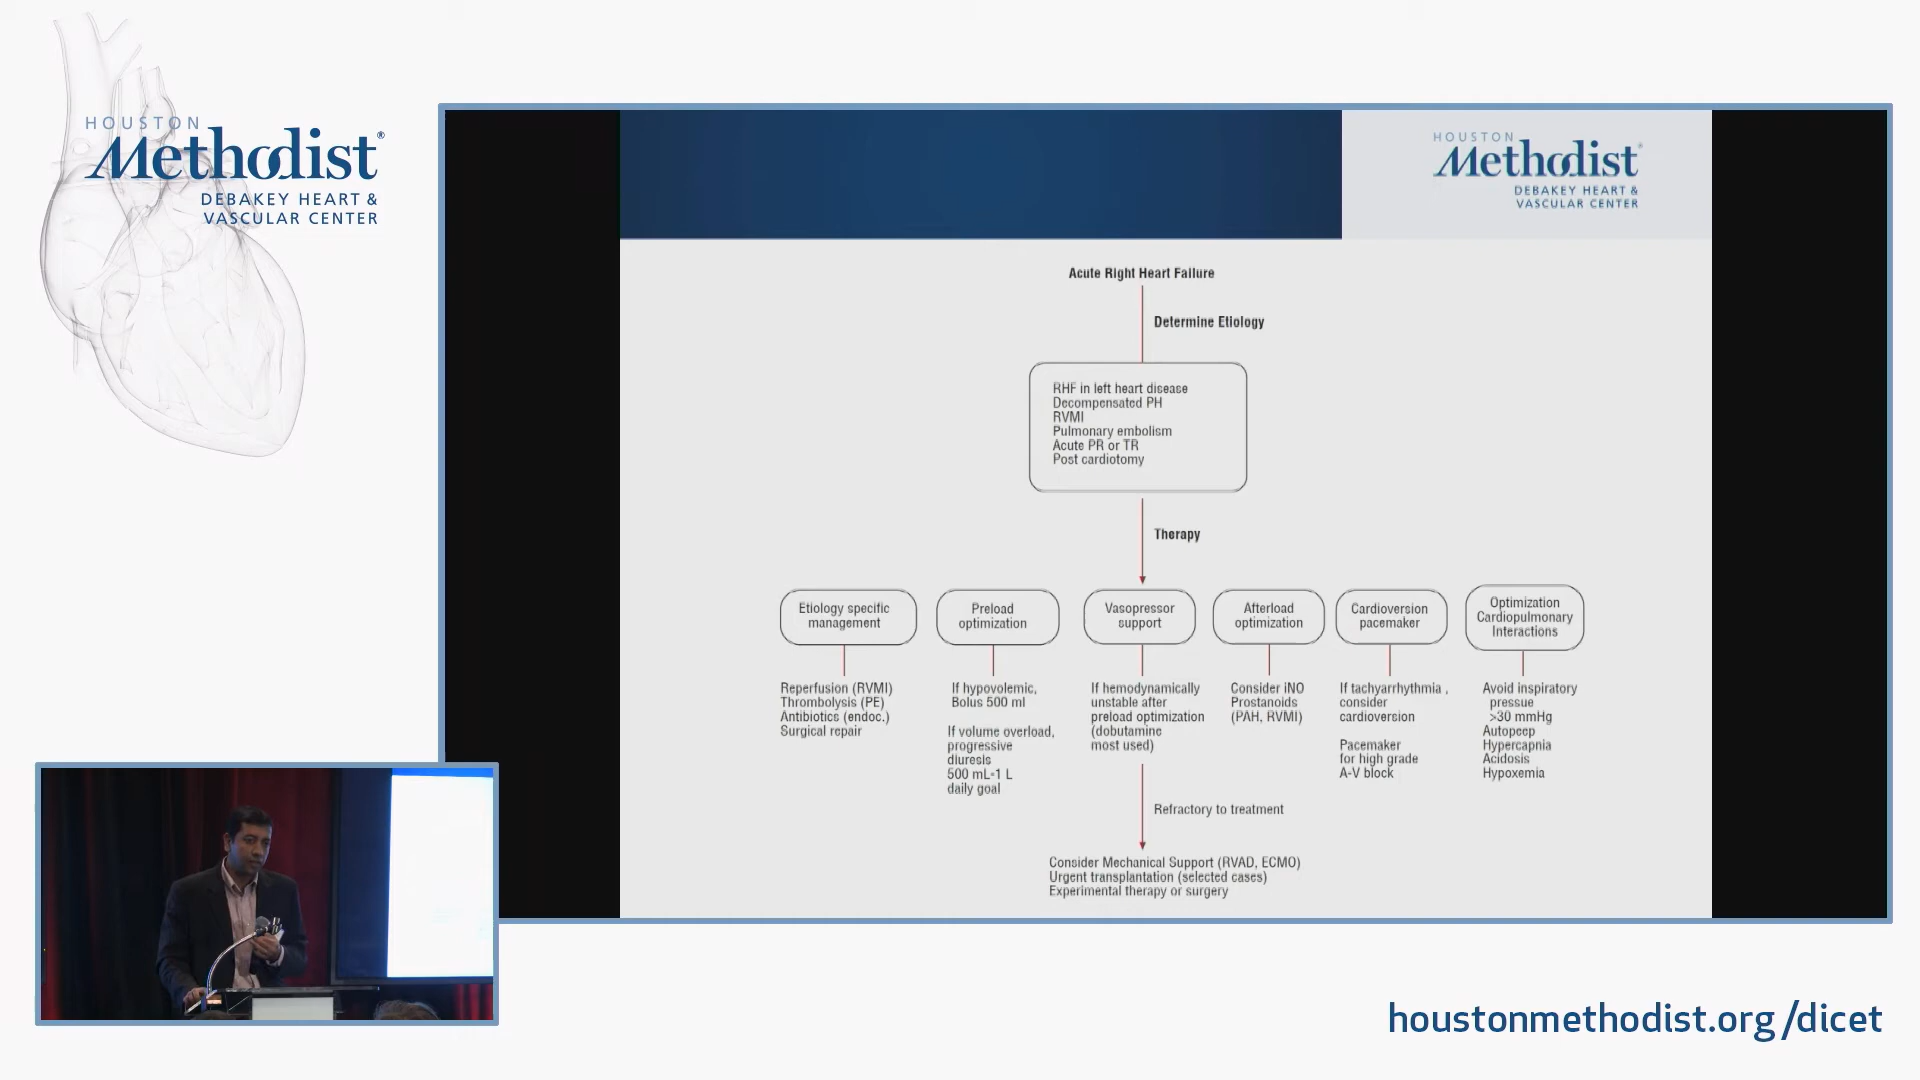 HOUSTON
Methodist®
DEBAKEY HEART &
VASCULAR CENTER
HOUSTON
Methodist®
DEBAKEY HEART &
VASCULAR CENTER
Acute Right Heart Failure
Determine Etiology
RHF in left heart disease
Decompensated PH
RVMI
Pulmonary embolism
Acute PR or TR
Post cardiotomy
Therapy
Etiology specific
management
Reperfusion (RVMI)
Thrombolysis (PE)
Antibiotics (endoc.)
Surgical repair
Preload
optimization
If hypovolemic,
Bolus 500 ml
If volume overload,
progressive
diuresis
500 mL-1 L
daily goal
Vasopressor
support
If hemodynamically
unstable after
preload optimization
(dobutamine
most used)
Afterload
optimization
Consider iNO
Prostanoids
(PAH, RVMI)
Cardioversion
pacemaker
If tachyarrhythmia ,
consider
cardioversion
Pacemaker
for high grade
A-V block
Optimization
Cardiopulmonary
Interactions
Avoid inspiratory
pressue
>30 mmHg
Autopeep
Hypercapnia
Acidosis
Hypoxemia
Refractory to treatment
Consider Mechanical Support (RVAD, ECMO)
Urgent transplantation (selected cases)
Experimental therapy or surgery
houstonmethodist.org/dicet